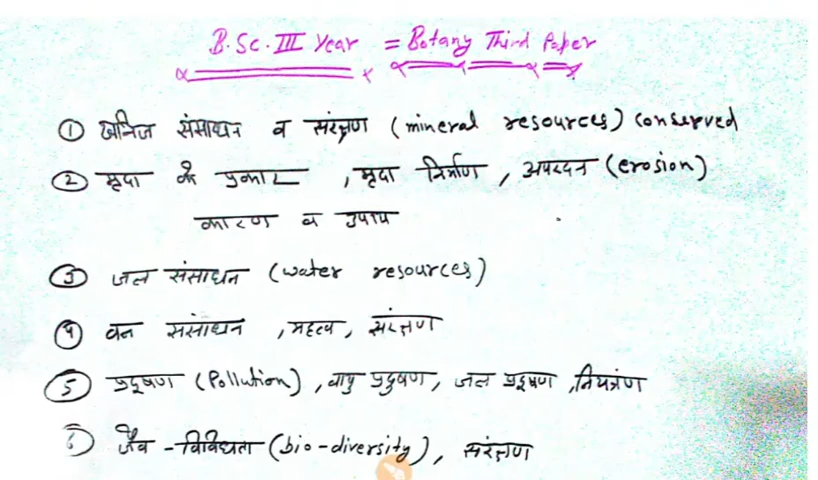 B.Sc. III Year = Botany Third Paper
① खनिज संसाधन व संरक्षण (mineral resources) conserved
② मृदा के प्रकार , मृदा निर्माण , अपरदन (erosion)
कारण व उपाय
③ जल संसाधन (water resources)
④ वन संसाधन , महत्व , संरक्षण
⑤ प्रदूषण (Pollution) , वायु प्रदुषण , जल प्रदूषण , नियत्रंण
⑥ जैव - विविधता (bio-diversity) , संरक्षण